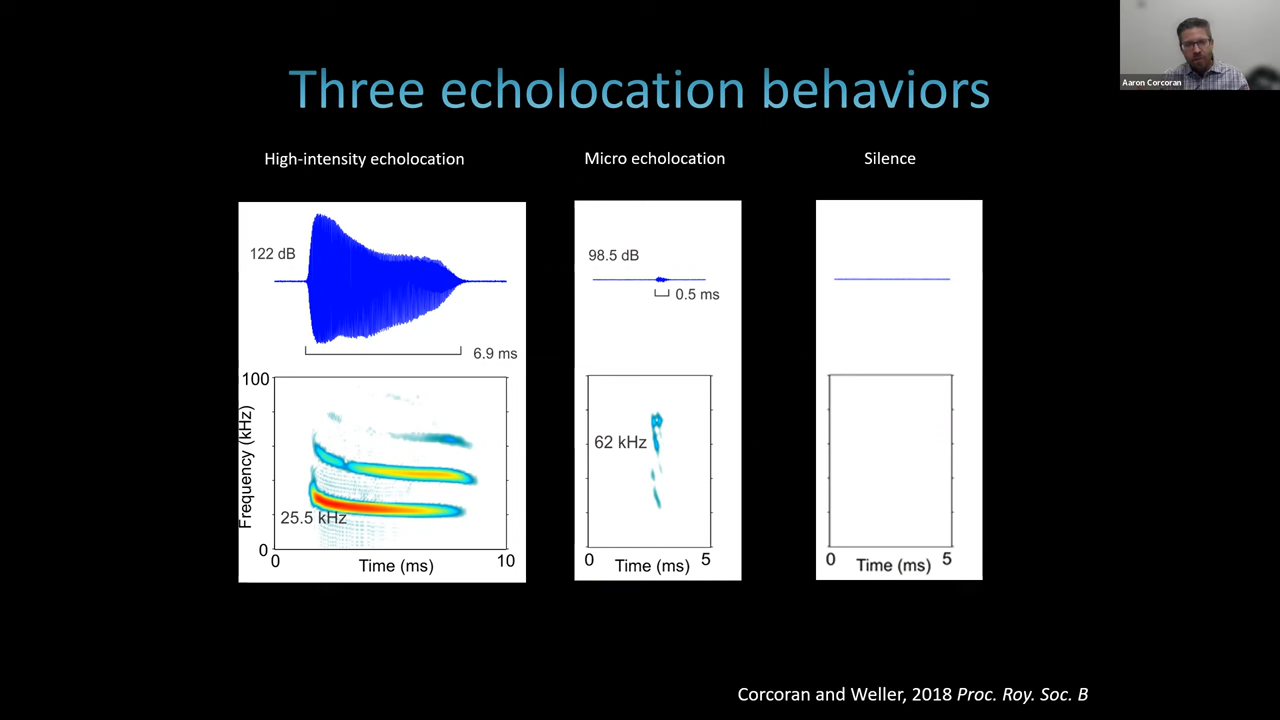 Aaron Corcoran
Three echolocation behaviors
High-intensity echolocation
Micro echolocation
Silence
122 dB
6.9 ms
100
Frequency (kHz)
25.5 kHz
0
0
10
Time (ms)
98.5 dB
0.5 ms
62 kHz
0
5
Time (ms)
0
5
Time (ms)
Corcoran and Weller, 2018 Proc. Roy. Soc. B